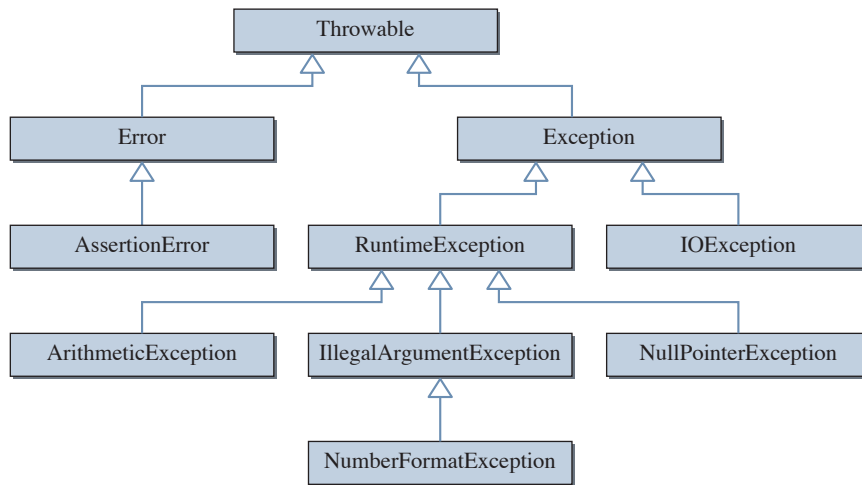 Throwable
Error
Exception
AssertionError
RuntimeException
IOException
ArithmeticException
IllegalArgumentException
NullPointerException
NumberFormatException